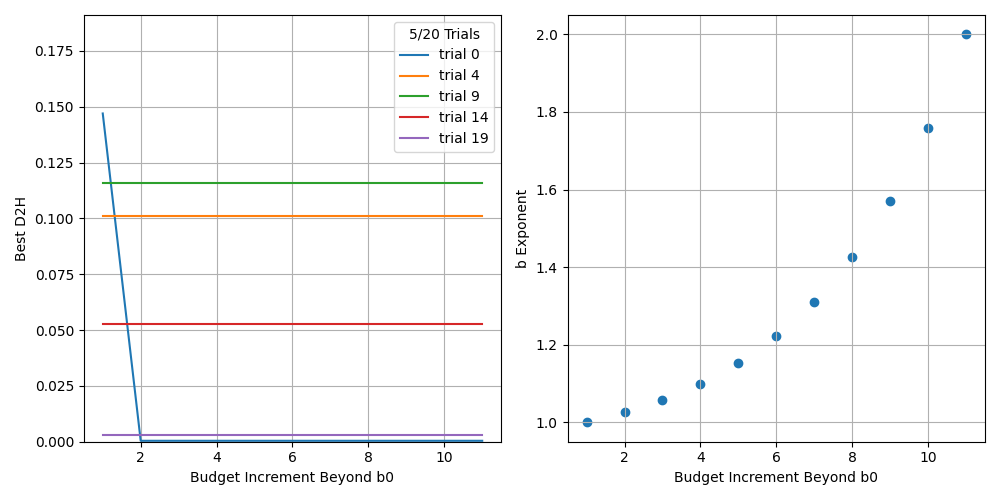 5/20 Trials
trial 0
trial 4
trial 9
trial 14
trial 19
Best D2H
0.175
0.150
0.125
0.100
0.075
0.050
0.025
0.000
2 4 6 8 10
Budget Increment Beyond b0
b Exponent
2.0
1.8
1.6
1.4
1.2
1.0
2 4 6 8 10
Budget Increment Beyond b0